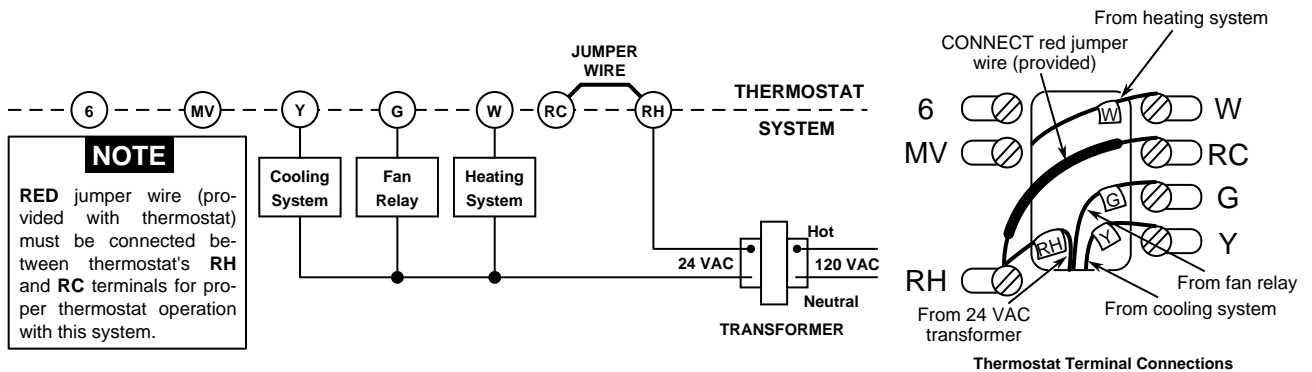 JUMPER
WIRE
6
MV
Y
G
W
RC
RH
THERMOSTAT
SYSTEM
NOTE
RED jumper wire (pro-
vided with thermostat)
must be connected be-
tween thermostat's RH
and RC terminals for pro-
per thermostat operation
with this system.
Cooling
System
Fan
Relay
Heating
System
Hot
24 VAC
120 VAC
Neutral
TRANSFORMER
From heating system
CONNECT red jumper
wire (provided)
6
W
W
MV
RC
G
G
Y
Y
RH
RH
From fan relay
From cooling system
From 24 VAC
transformer
Thermostat Terminal Connections